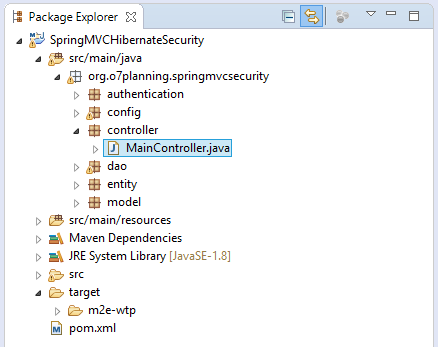 Package Explorer
SpringMVCHibernateSecurity
src/main/java
org.o7planning.springmvcsecurity
authentication
config
controller
MainController.java
dao
entity
model
src/main/resources
Maven Dependencies
JRE System Library [JavaSE-1.8]
src
target
m2e-wtp
pom.xml